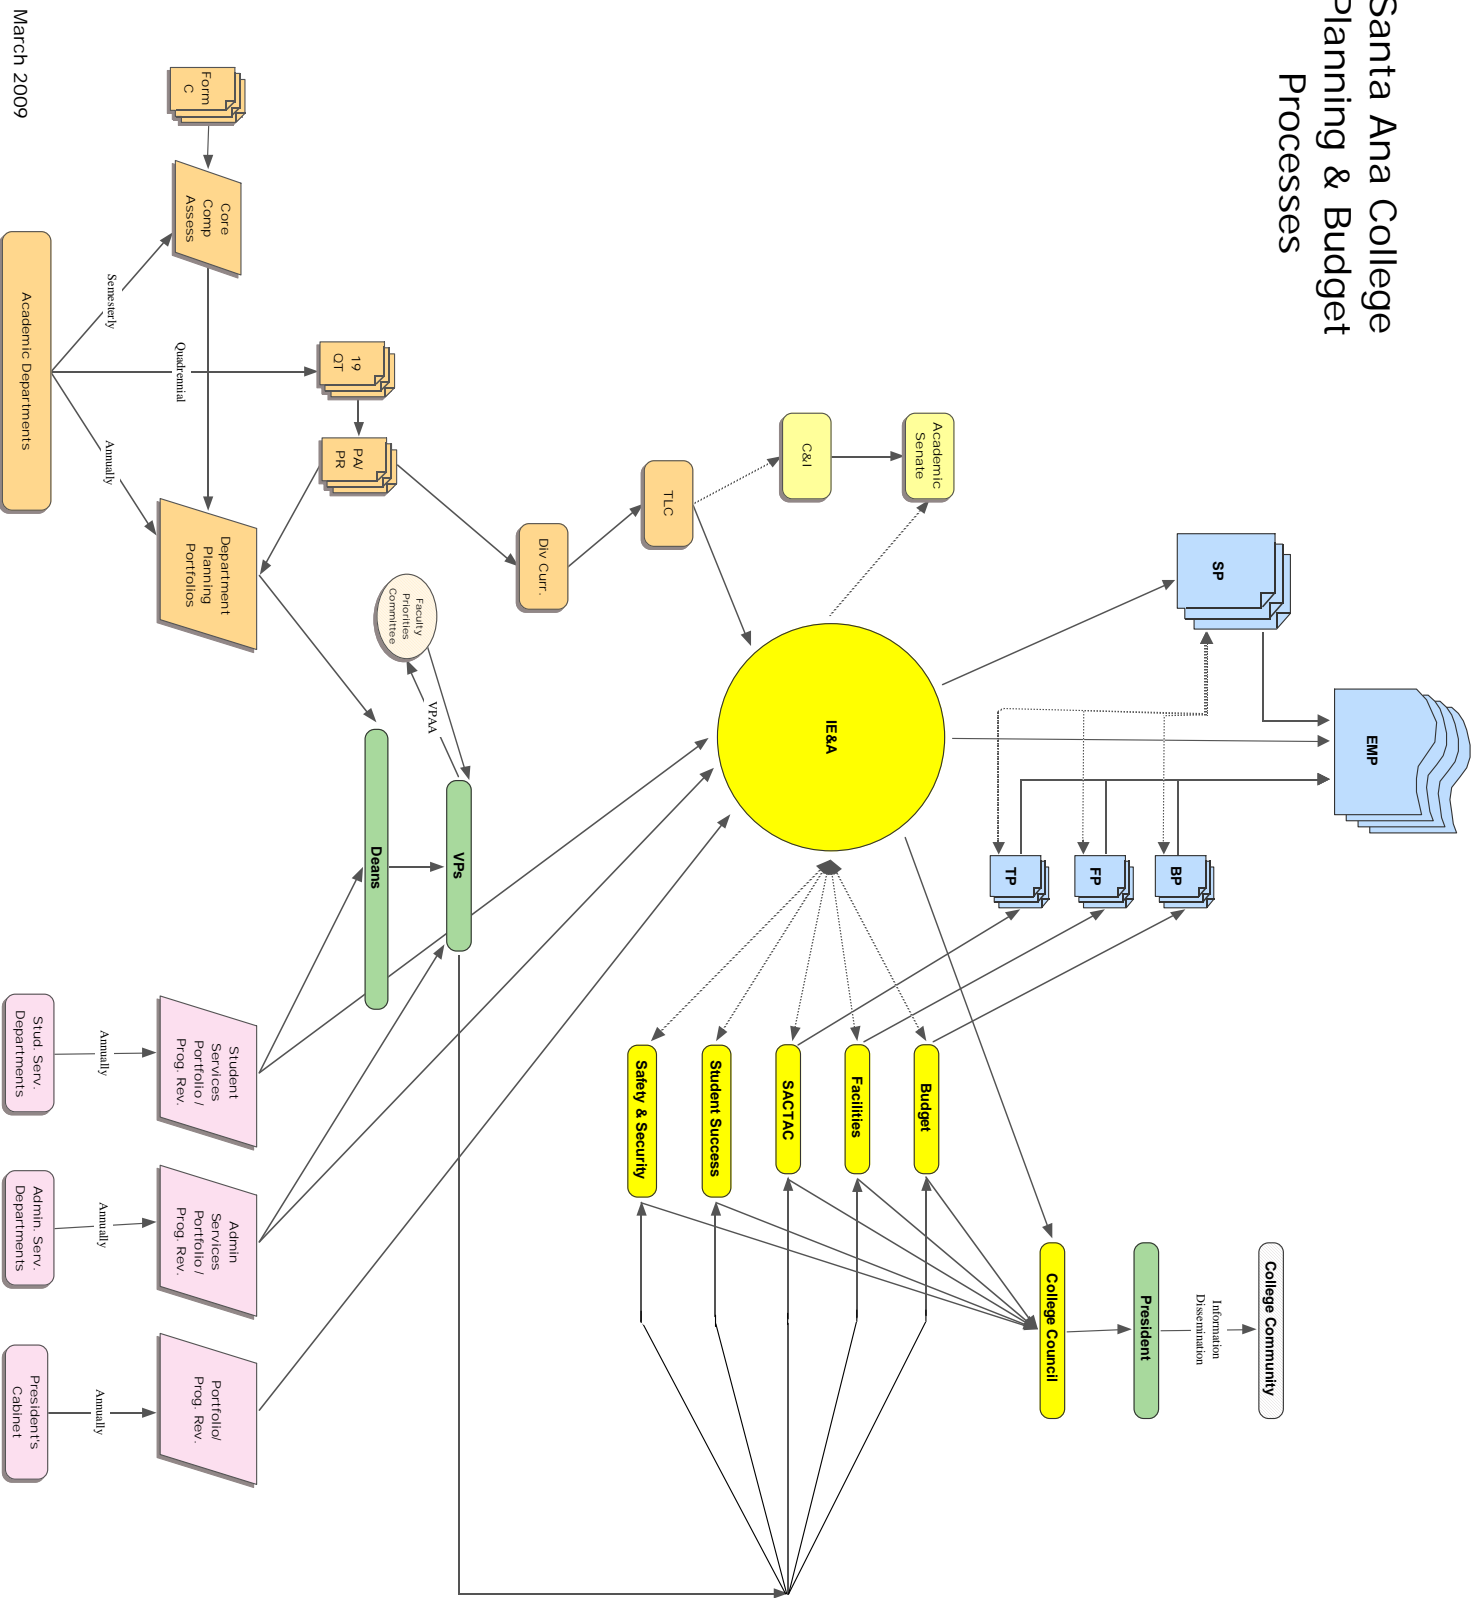 Santa Ana College
Planning & Budget
Processes
EMP
SP
BP
FP
TP
College Community
Information
Dissemination
President
College Council
Academic
Senate
C&I
IE&A
Budget
Facilities
SACTAC
Student Success
Safety & Security
TLC
Div Curr.
VPs
VPAA
Faculty
Priorities
Committee
Deans
19
QT
PA/
PR
Form
C
Core
Comp
Assess
Department
Planning
Portfolios
Student
Services
Portfolio /
Prog. Rev.
Admin
Services
Portfolio /
Prog. Rev.
Portfolio/
Prog. Rev.
Quadrennial
Semesterly
Annually
Annually
Annually
Annually
Academic Departments
Stud. Serv.
Departments
Admin. Serv.
Departments
President's
Cabinet
March 2009